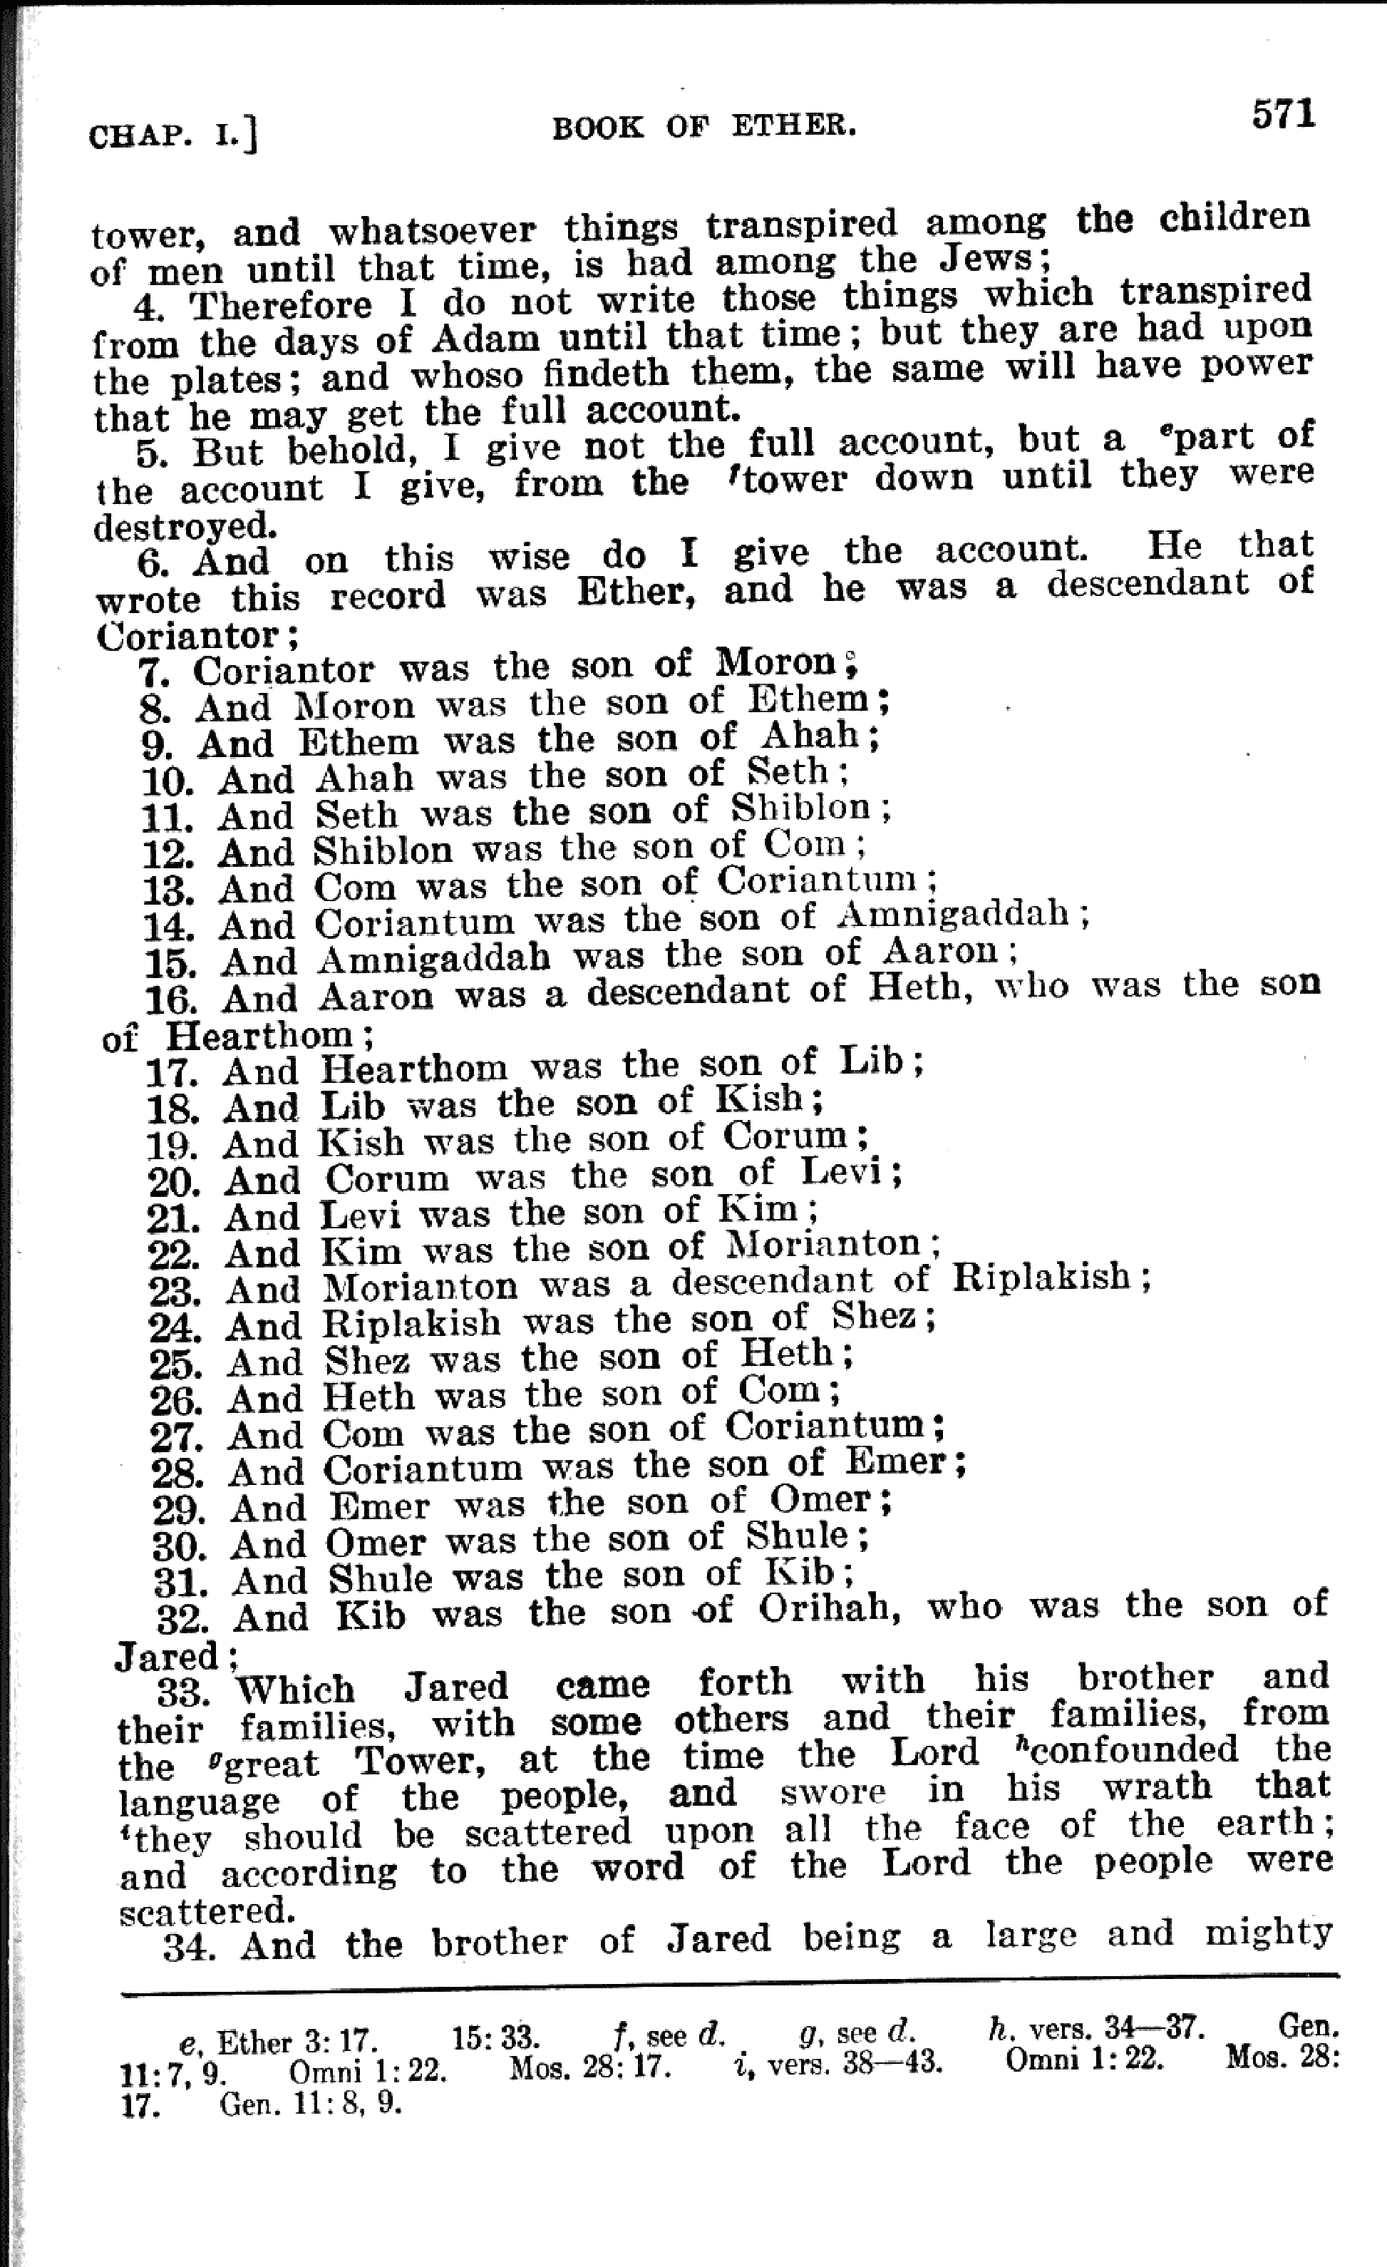 CHAP. I.] BOOK OF ETHER. 571
tower, and whatsoever things transpired among the children
of men until that time, is had among the Jews;
4. Therefore I do not write those things which transpired
from the days of Adam until that time; but they are had upon
the plates; and whoso findeth them, the same will have power
that he may get the full account.
5. But behold, I give not the full account, but a epart of
the account I give, from the ftower down until they were
destroyed.
6. And on this wise do I give the account. He that
wrote this record was Ether, and he was a descendant of
Coriantor;
7. Coriantor was the son of Moron;
8. And Moron was the son of Ethem;
9. And Ethem was the son of Ahah;
10. And Ahah was the son of Seth;
11. And Seth was the son of Shiblon;
12. And Shiblon was the son of Com;
13. And Com was the son of Coriantum;
14. And Coriantum was the son of Amnigaddah;
15. And Amnigaddah was the son of Aaron;
16. And Aaron was a descendant of Heth, who was the son
of Hearthom;
17. And Hearthom was the son of Lib;
18. And Lib was the son of Kish;
19. And Kish was the son of Corum;
20. And Corum was the son of Levi;
21. And Levi was the son of Kim;
22. And Kim was the son of Morianton;
23. And Morianton was a descendant of Riplakish;
24. And Riplakish was the son of Shez;
25. And Shez was the son of Heth;
26. And Heth was the son of Com;
27. And Com was the son of Coriantum;
28. And Coriantum was the son of Emer;
29. And Emer was the son of Omer;
30. And Omer was the son of Shule;
31. And Shule was the son of Kib;
32. And Kib was the son of Orihah, who was the son of
Jared;
33. Which Jared came forth with his brother and
their families, with some others and their families, from
the ggreat Tower, at the time the Lord hconfounded the
language of the people, and swore in his wrath that
ithey should be scattered upon all the face of the earth;
and according to the word of the Lord the people were
scattered.
34. And the brother of Jared being a large and mighty
e, Ether 3: 17. 15: 33. f, see d. g, see d. h, vers. 34—37. Gen.
11: 7, 9. Omni 1: 22. Mos. 28: 17. i, vers. 38—43. Omni 1: 22. Mos. 28:
17. Gen. 11: 8, 9.